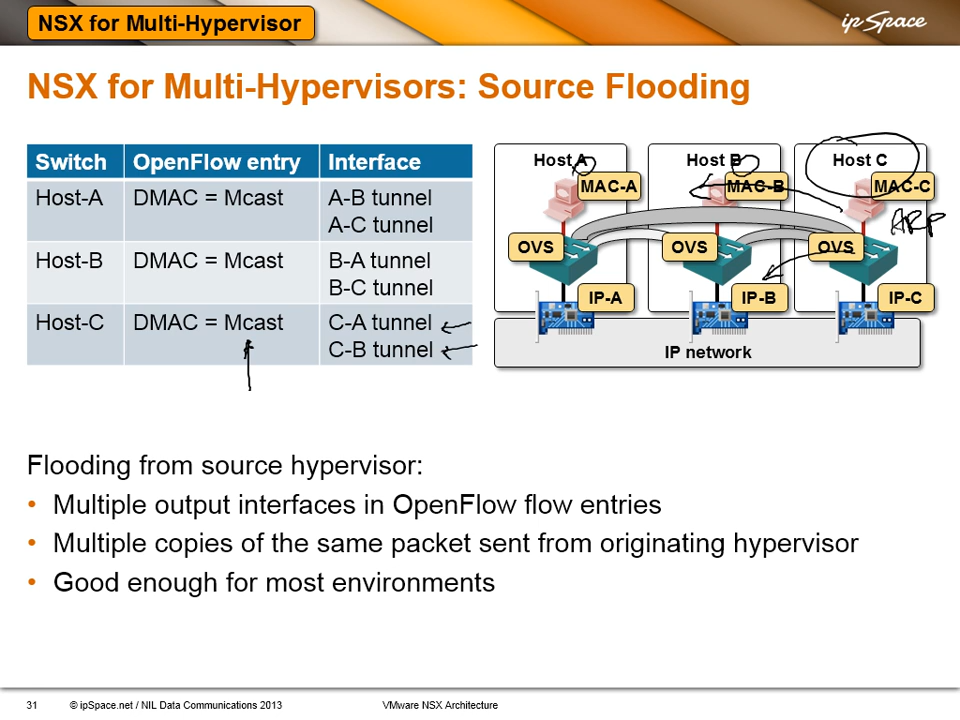 NSX for Multi-Hypervisor
ip Space
NSX for Multi-Hypervisors: Source Flooding
Switch OpenFlow entry Interface
Host-A DMAC = Mcast A-B tunnel
A-C tunnel
Host-B DMAC = Mcast B-A tunnel
B-C tunnel
Host-C DMAC = Mcast C-A tunnel
C-B tunnel
Host A Host B Host C
MAC-A MAC-B MAC-C
ARP
OVS OVS OVS
IP-A IP-B IP-C
IP network
Flooding from source hypervisor:
• Multiple output interfaces in OpenFlow flow entries
• Multiple copies of the same packet sent from originating hypervisor
• Good enough for most environments
31 © ipSpace.net / NIL Data Communications 2013 VMware NSX Architecture